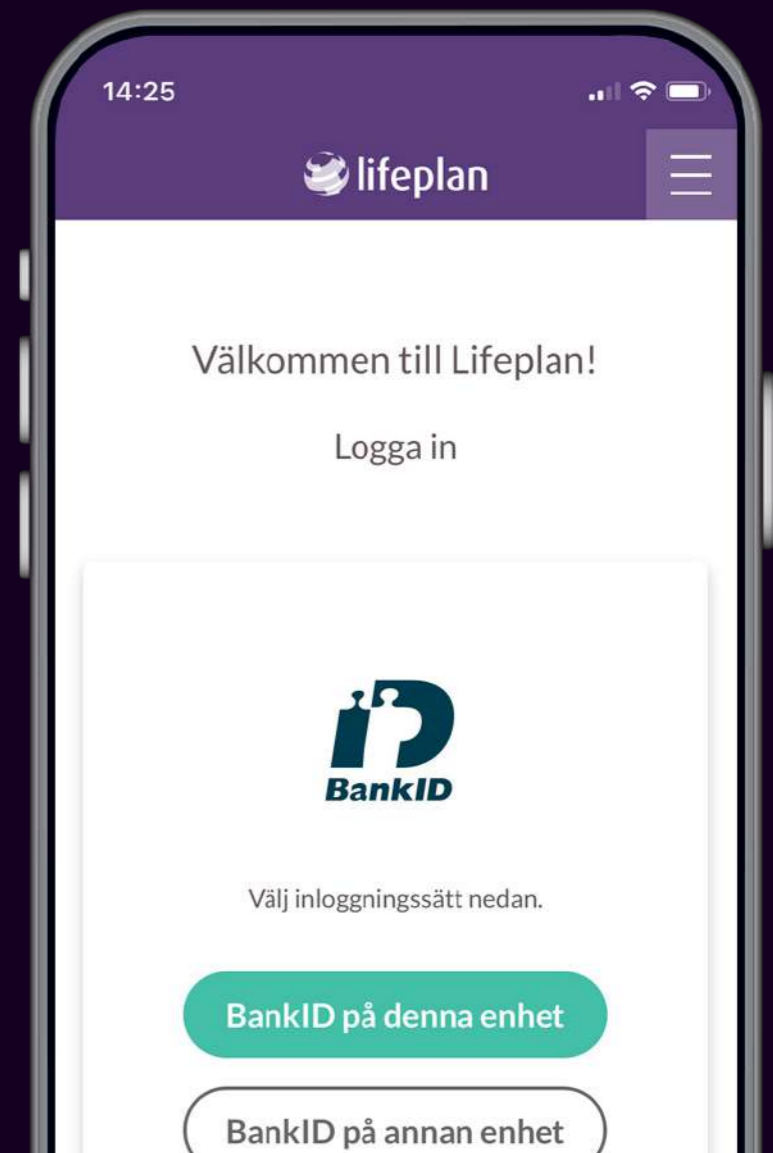 14:25
lifeplan
Välkommen till Lifeplan!
Logga in
BankID
Välj inloggningssätt nedan.
BankID på denna enhet
BankID på annan enhet